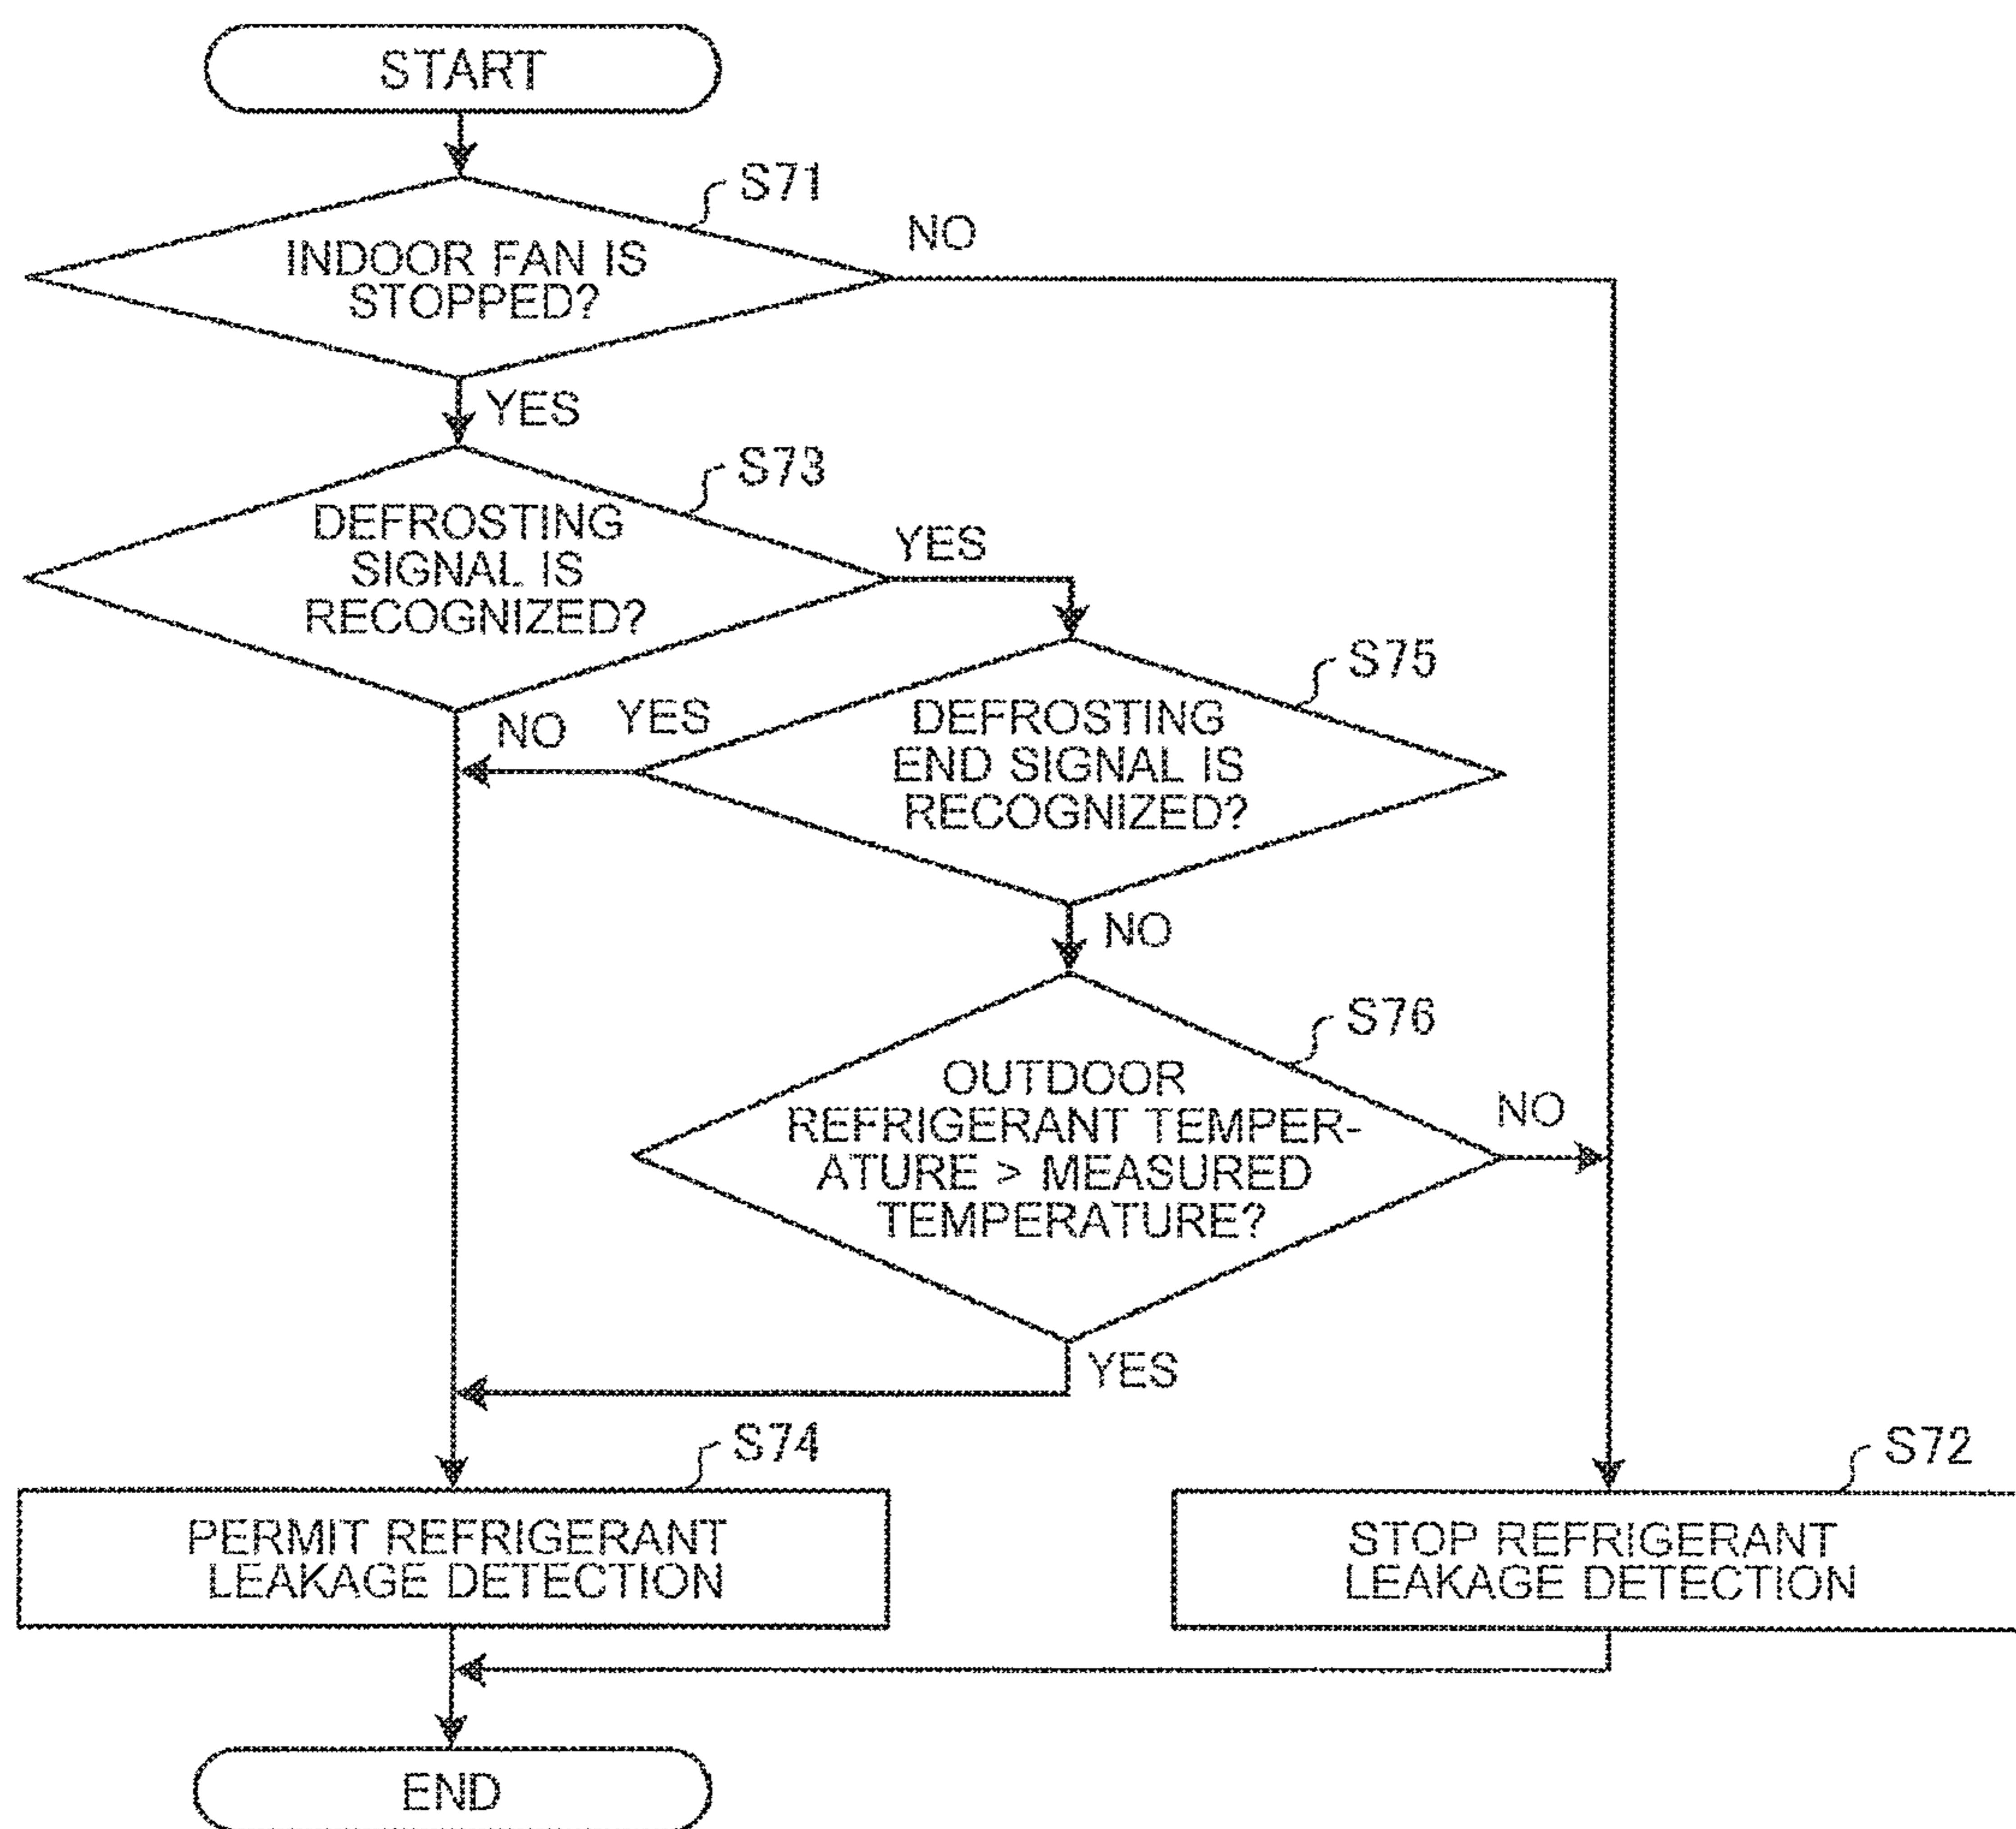 START
S71
NO
INDOOR FAN IS
STOPPED?
YES
S73
DEFROSTING
SIGNAL IS
RECOGNIZED?
YES
S75
NO
YES
DEFROSTING
END SIGNAL IS
RECOGNIZED?
NO
S76
OUTDOOR
REFRIGERANT TEMPER-
ATURE > MEASURED
TEMPERATURE?
NO
YES
S74
S72
PERMIT REFRIGERANT
LEAKAGE DETECTION
STOP REFRIGERANT
LEAKAGE DETECTION
END